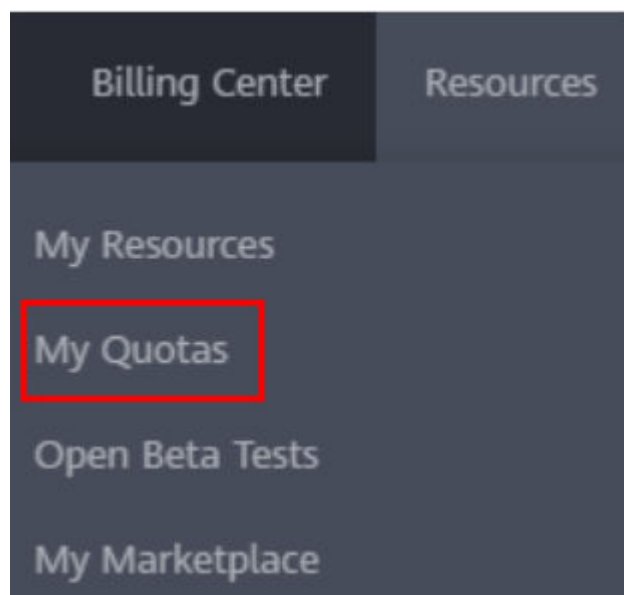 Billing Center Resources
My Resources
My Quotas
Open Beta Tests
My Marketplace